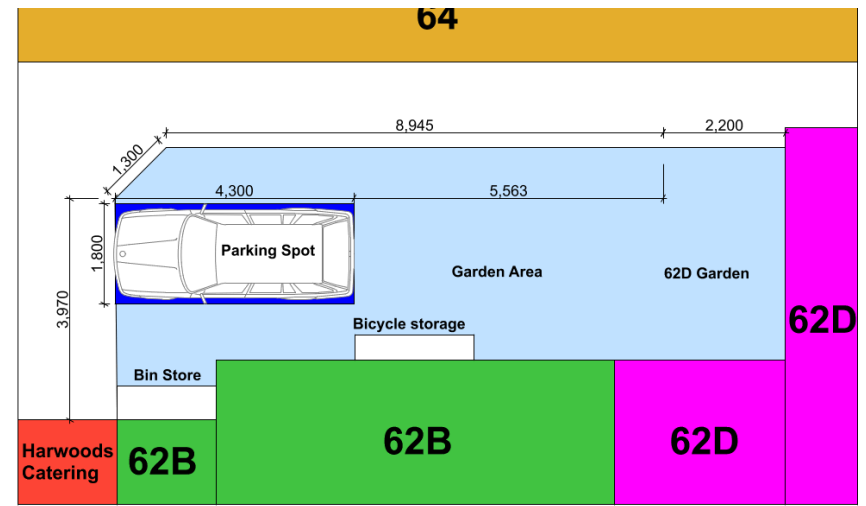 64
8,945
2,200
1,300
4,300
5,563
Parking Spot
1,800
Garden Area
62D Garden
3,970
62D
Bicycle storage
Bin Store
Harwoods
Catering
62B
62B
62D